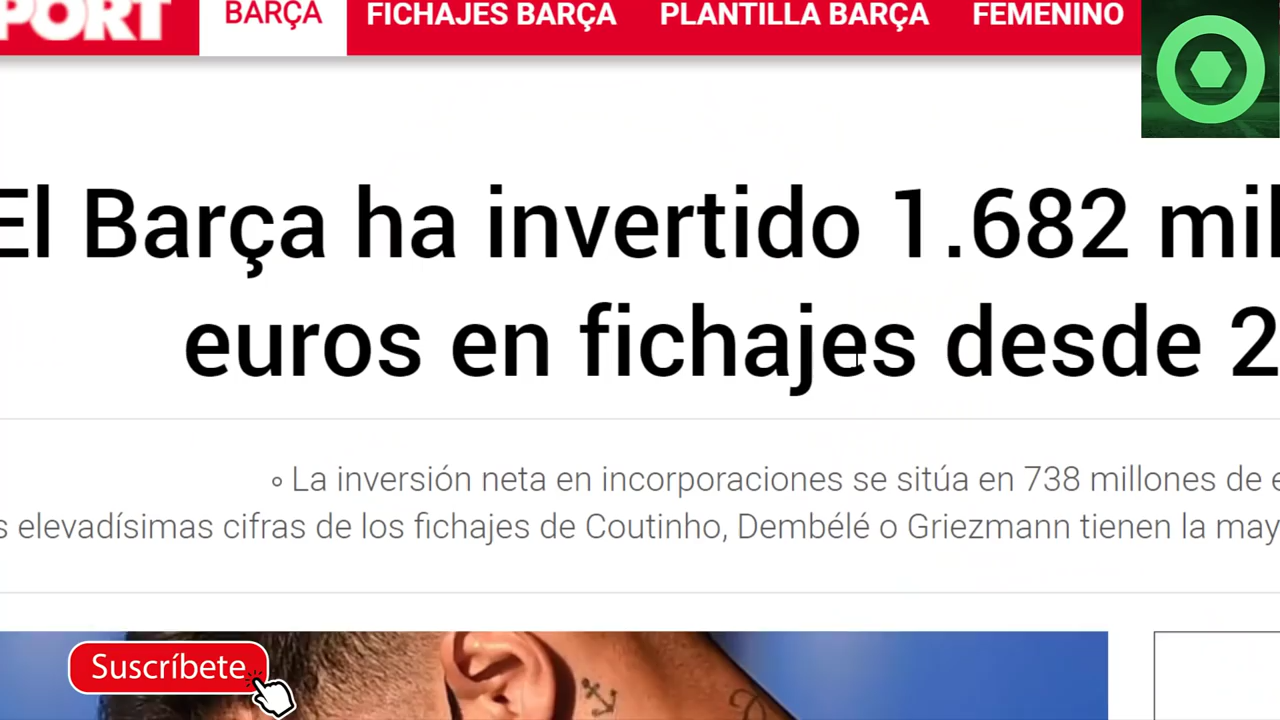 PORT BARÇA FICHAJES BARÇA PLANTILLA BARÇA FEMENINO
El Barça ha invertido 1.682 mil
euros en fichajes desde 2
La inversión neta en incorporaciones se sitúa en 738 millones de e
s elevadísimas cifras de los fichajes de Coutinho, Dembélé o Griezmann tienen la may
Suscríbete